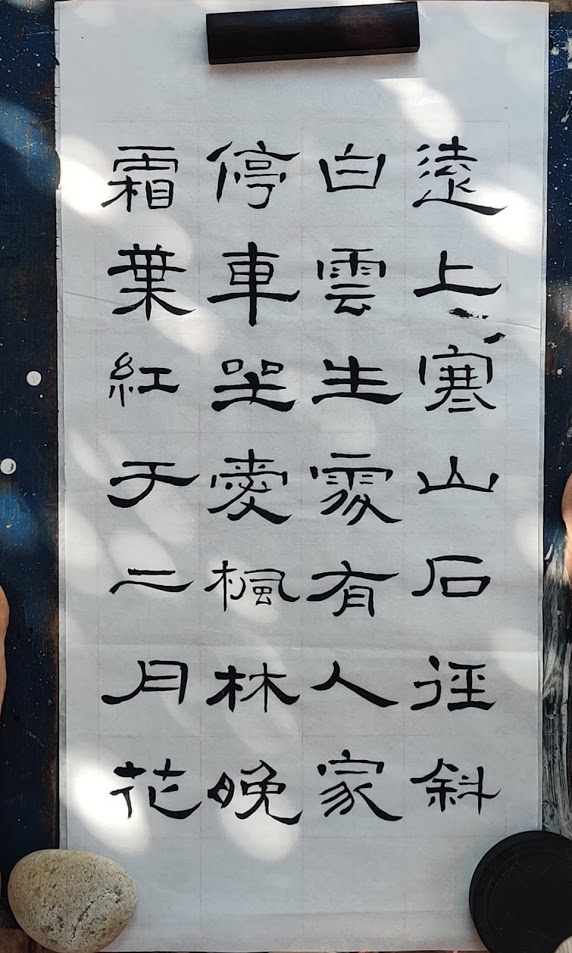 遠上寒山石徑斜
白雲生處有人家
停車坐愛楓林晚
霜葉紅于二月花